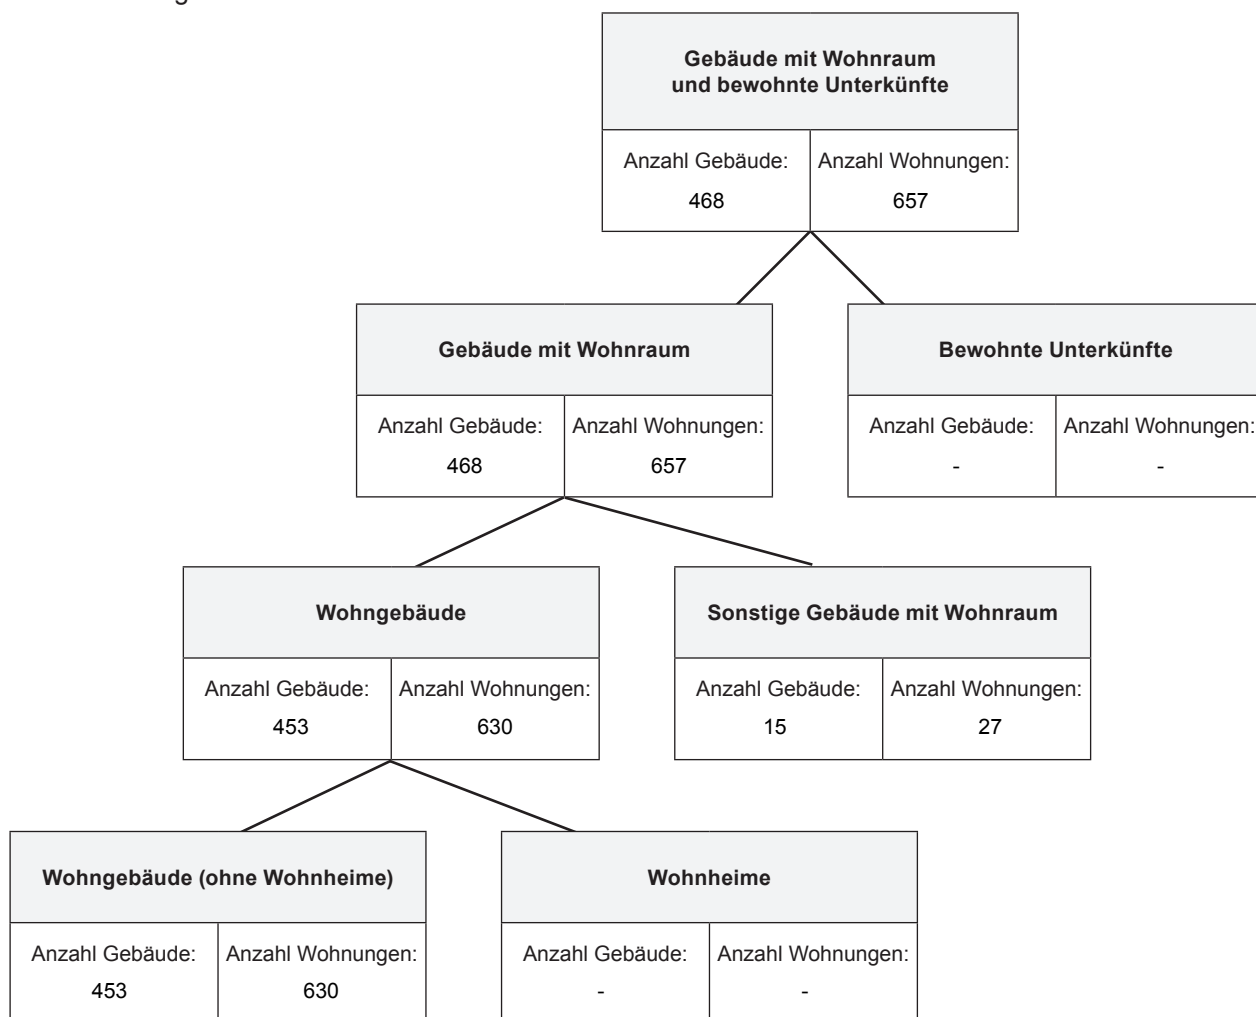 Gebäude mit Wohnraum
und bewohnte Unterkünfte
Anzahl Gebäude: Anzahl Wohnungen:
468 657
Gebäude mit Wohnraum
Anzahl Gebäude: Anzahl Wohnungen:
468 657
Bewohnte Unterkünfte
Anzahl Gebäude: Anzahl Wohnungen:
- -
Wohngebäude
Anzahl Gebäude: Anzahl Wohnungen:
453 630
Sonstige Gebäude mit Wohnraum
Anzahl Gebäude: Anzahl Wohnungen:
15 27
Wohngebäude (ohne Wohnheime)
Anzahl Gebäude: Anzahl Wohnungen:
453 630
Wohnheime
Anzahl Gebäude: Anzahl Wohnungen:
- -